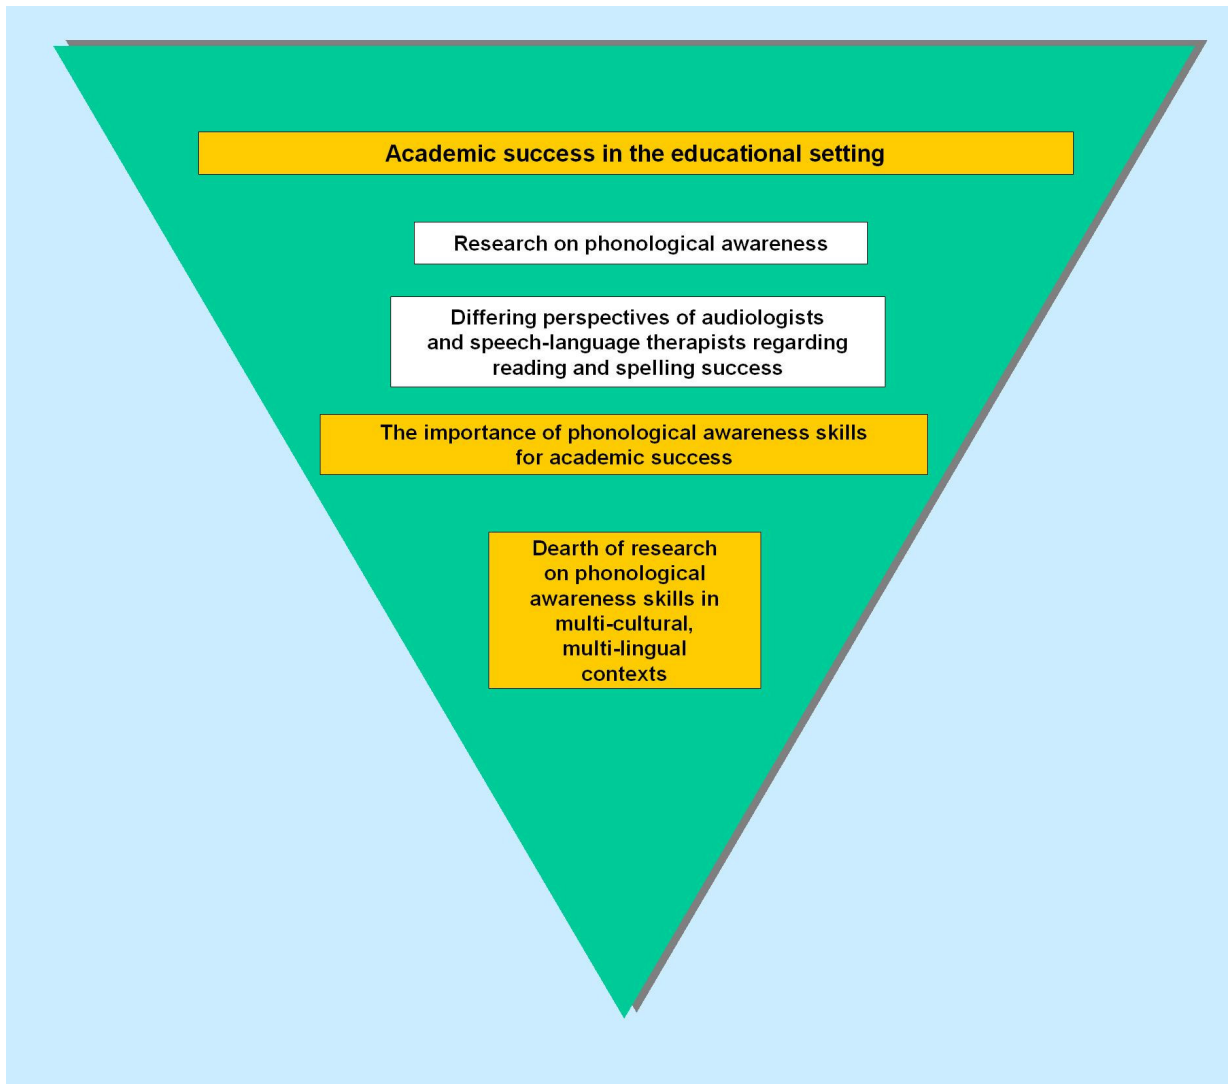 Academic success in the educational setting
Research on phonological awareness
Differing perspectives of audiologists
and speech-language therapists regarding
reading and spelling success
The importance of phonological awareness skills
for academic success
Dearth of research
on phonological
awareness skills in
multi-cultural,
multi-lingual
contexts